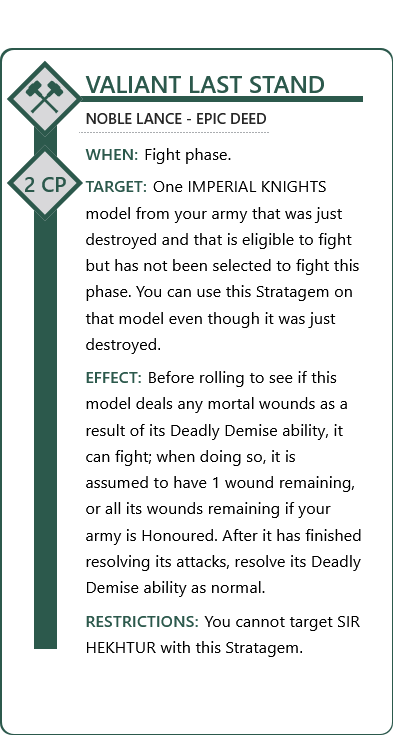 VALIANT LAST STAND
NOBLE LANCE - EPIC DEED
WHEN: Fight phase.
2 CP
TARGET: One IMPERIAL KNIGHTS
model from your army that was just
destroyed and that is eligible to fight
but has not been selected to fight this
phase. You can use this Stratagem on
that model even though it was just
destroyed.
EFFECT: Before rolling to see if this
model deals any mortal wounds as a
result of its Deadly Demise ability, it
can fight; when doing so, it is
assumed to have 1 wound remaining,
or all its wounds remaining if your
army is Honoured. After it has finished
resolving its attacks, resolve its Deadly
Demise ability as normal.
RESTRICTIONS: You cannot target SIR
HEKHTUR with this Stratagem.